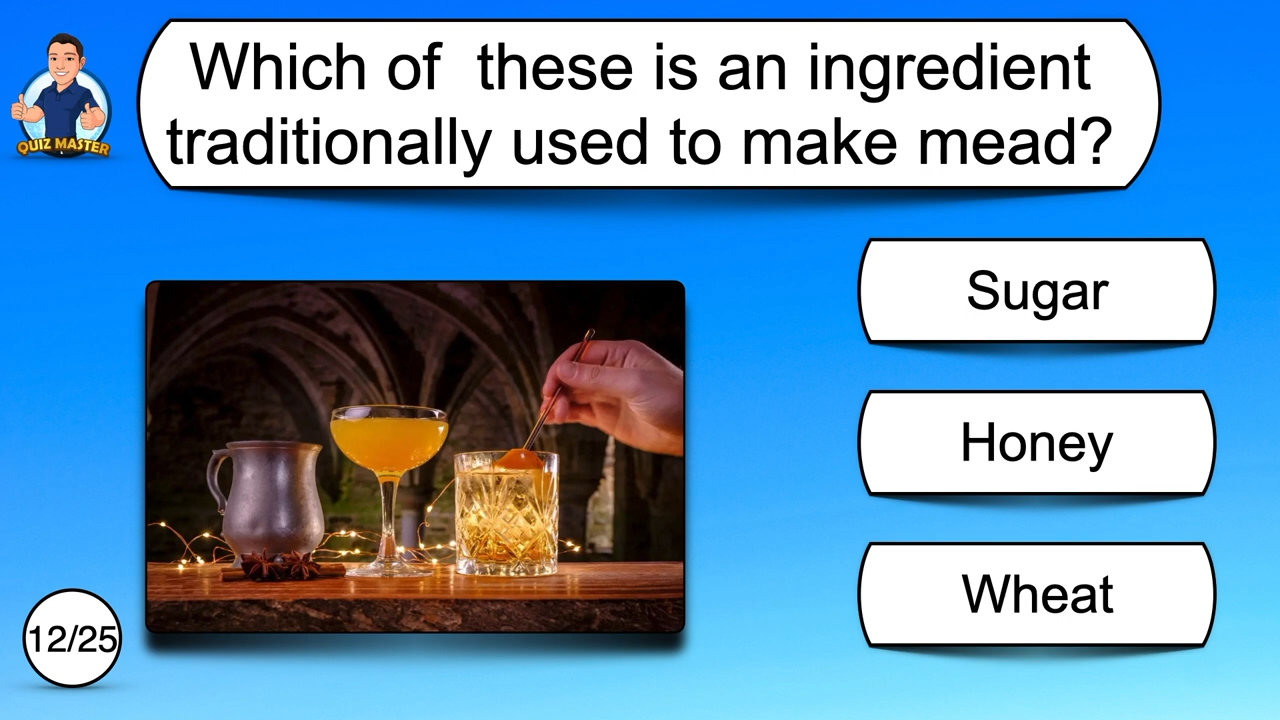 QUIZ MASTER
Which of  these is an ingredient
traditionally used to make mead?
Sugar
Honey
Wheat
12/25